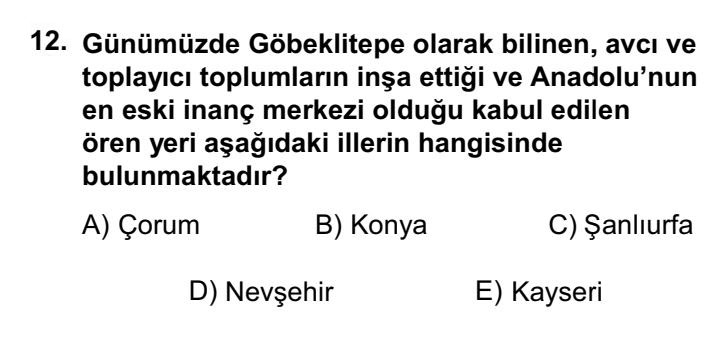 12. Günümüzde Göbeklitepe olarak bilinen, avcı ve
toplayıcı toplumların inşa ettiği ve Anadolu'nun
en eski inanç merkezi olduğu kabul edilen
ören yeri aşağıdaki illerin hangisinde
bulunmaktadır?
A) Çorum B) Konya C) Şanlıurfa
D) Nevşehir E) Kayseri